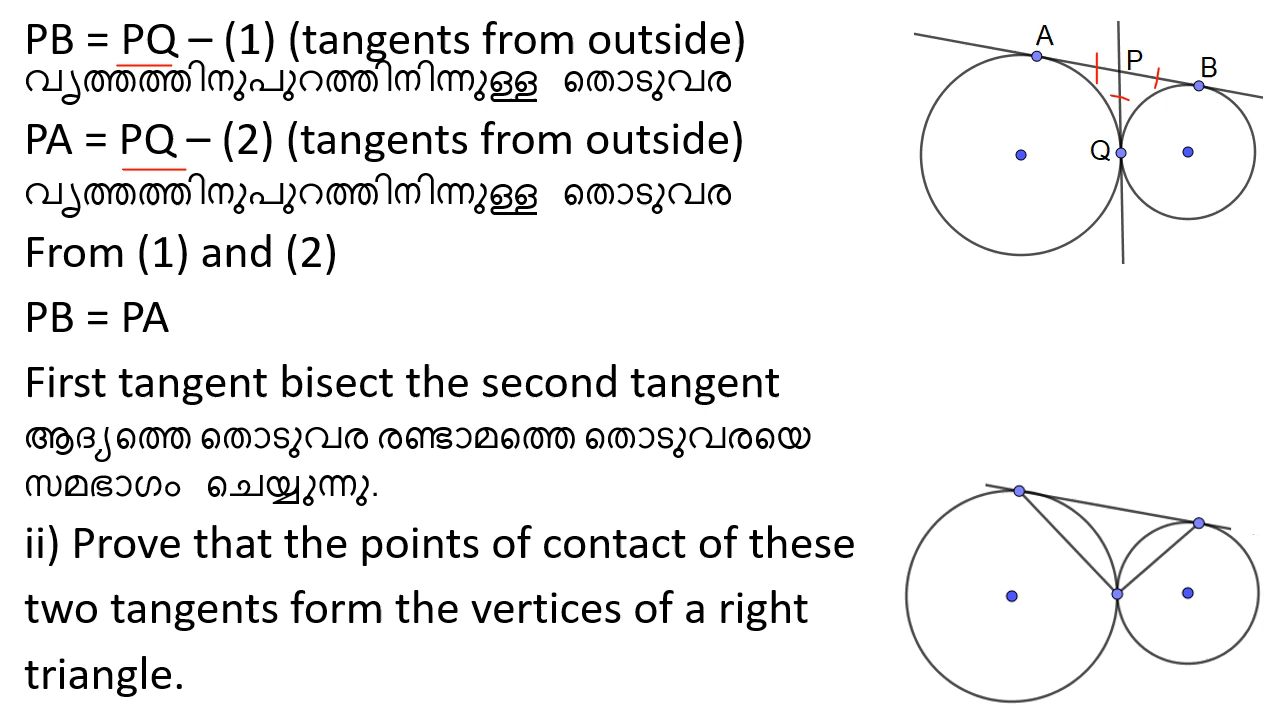 PB = PQ – (1) (tangents from outside)
വൃത്തത്തിനുപുറത്തിനിന്നുള്ള തൊടുവര
PA = PQ – (2) (tangents from outside)
വൃത്തത്തിനുപുറത്തിനിന്നുള്ള തൊടുവര
From (1) and (2)
PB = PA
First tangent bisect the second tangent
ആദ്യത്തെ തൊടുവര രണ്ടാമത്തെ തൊടുവരയെ
സമഭാഗം ചെയ്യുന്നു.
ii) Prove that the points of contact of these
two tangents form the vertices of a right
triangle.
A
P
B
Q